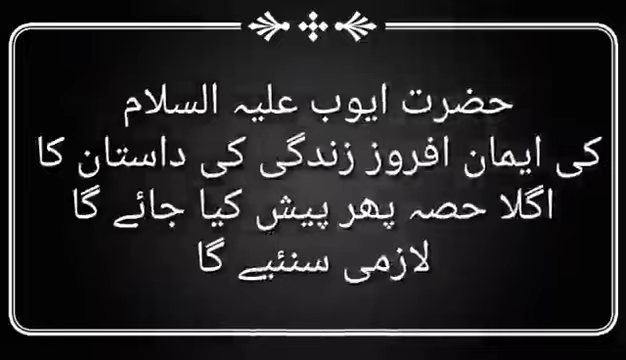 حضرت ایوب علیہ السلام
کی ایمان افروز زندگی کی داستان کا
اگلا حصہ پھر پیش کیا جائے گا
لازمی سنئیے گا